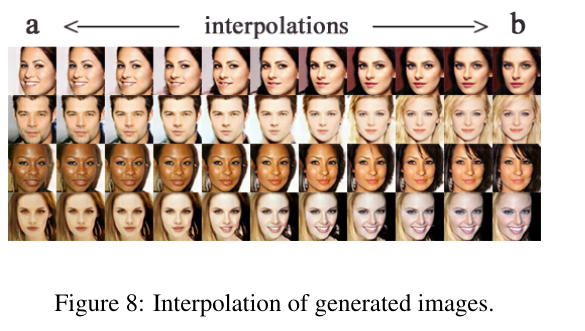 a <—— interpolations ——> b
Figure 8: Interpolation of generated images.